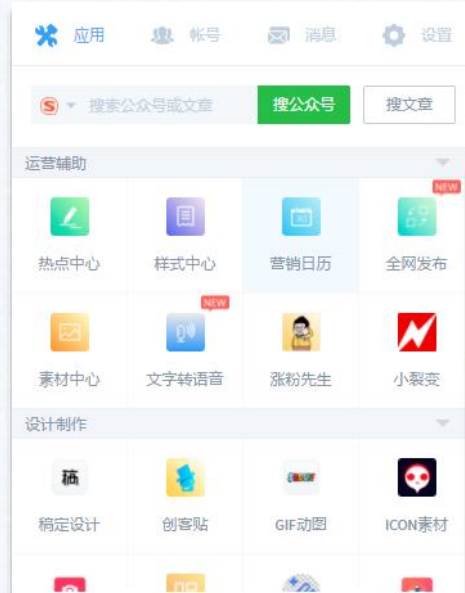 应用 帐号 消息 设置
搜索公众号或文章 搜公众号 搜文章
运营辅助
NEW
热点中心 样式中心 营销日历 全网发布
NEW
素材中心 文字转语音 涨粉先生 小裂变
设计制作
稿
稿定设计 创客贴 GIF动图 ICON素材